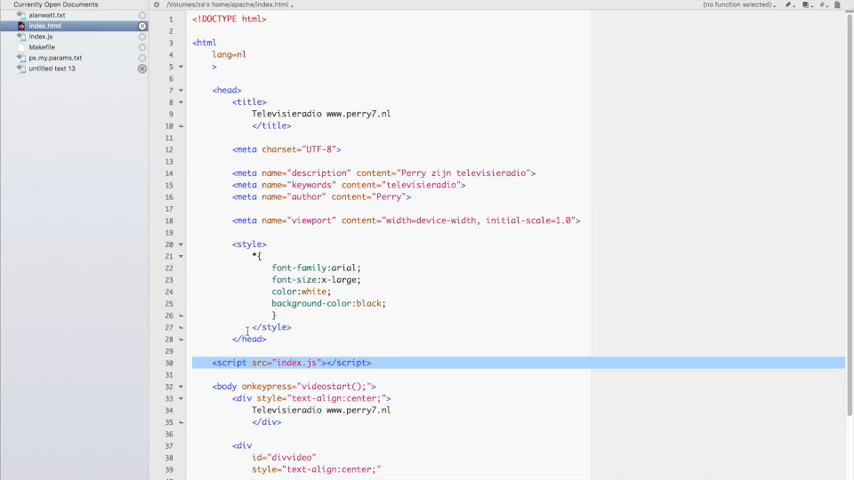 Currently Open Documents
/Volumes/za's home/apache/index.html
(no function selected)
alanwatt.txt
index.html
index.js
Makefile
px.my.params.txt
untitled text 13
1 <!DOCTYPE html>
2
3 <html
4 lang=nl
5 >
6
7 <head>
8 <title>
9 Televisieradio www.perry7.nl
10 </title>
11
12 <meta charset="UTF-8">
13
14 <meta name="description" content="Perry zijn televisieradio">
15 <meta name="keywords" content="televisieradio">
16 <meta name="author" content="Perry">
17
18 <meta name="viewport" content="width=device-width, initial-scale=1.0">
19
20 <style>
21 *{
22 font-family:arial;
23 font-size:x-large;
24 color:white;
25 background-color:black;
26 }
27 </style>
28 </head>
29
30 <script src="index.js"></script>
31
32 <body onkeypress="videostart();">
33 <div style="text-align:center;">
34 Televisieradio www.perry7.nl
35 </div>
36
37 <div
38 id="divvideo"
39 style="text-align:center;"